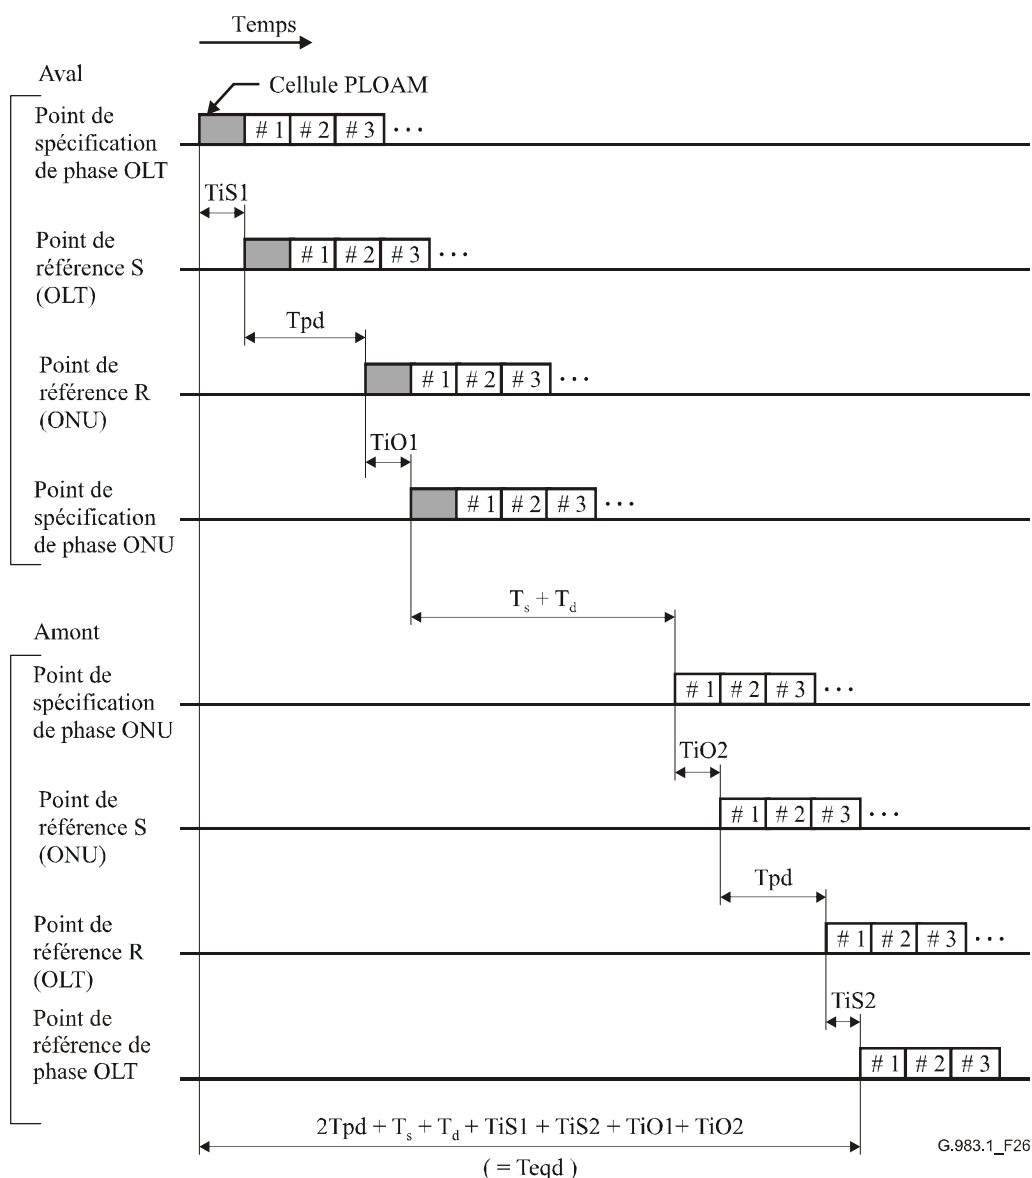 Temps
Aval
Cellule PLOAM
Point de
spécification
de phase OLT
# 1 # 2 # 3 · · ·
TiS1
Point de
référence S
(OLT)
# 1 # 2 # 3 · · ·
Tpd
Point de
référence R
(ONU)
# 1 # 2 # 3 · · ·
TiO1
Point de
spécification
de phase ONU
# 1 # 2 # 3 · · ·
Ts + Td
Amont
Point de
spécification
de phase ONU
# 1 # 2 # 3 · · ·
TiO2
Point de
référence S
(ONU)
# 1 # 2 # 3 · · ·
Tpd
Point de
référence R
(OLT)
# 1 # 2 # 3 · · ·
TiS2
Point de
référence de
phase OLT
# 1 # 2 # 3
2Tpd + Ts + Td + TiS1 + TiS2 + TiO1+ TiO2
( = Teqd )
G.983.1_F26